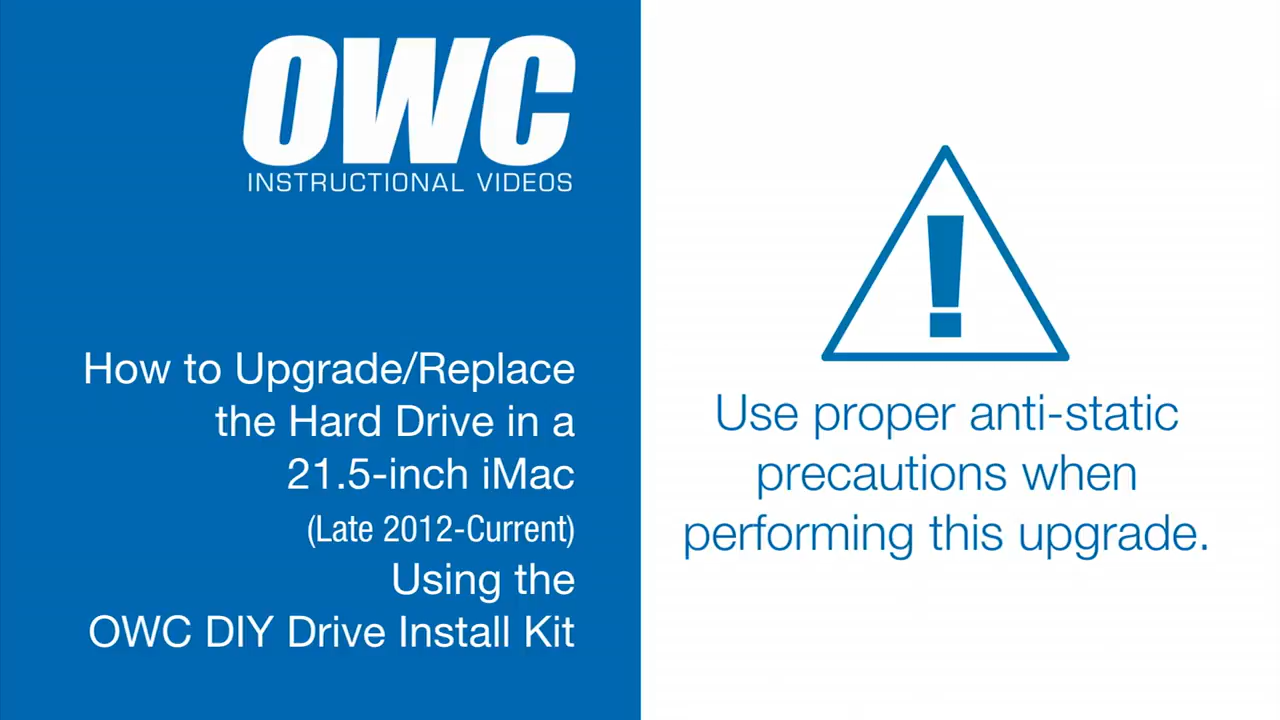 OWC
INSTRUCTIONAL VIDEOS
How to Upgrade/Replace
the Hard Drive in a
21.5-inch iMac
(Late 2012-Current)
Using the
OWC DIY Drive Install Kit
!
Use proper anti-static
precautions when
performing this upgrade.